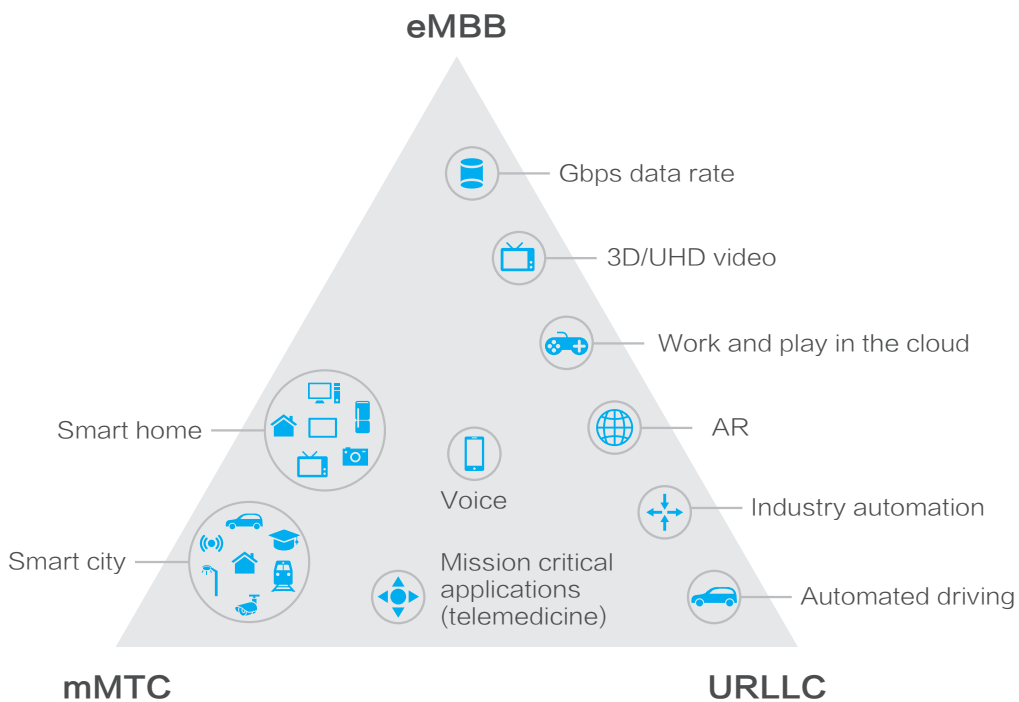 eMBB
Gbps data rate
3D/UHD video
Work and play in the cloud
Smart home
AR
Voice
Industry automation
Smart city
Mission critical
applications
(telemedicine)
Automated driving
mMTC
URLLC